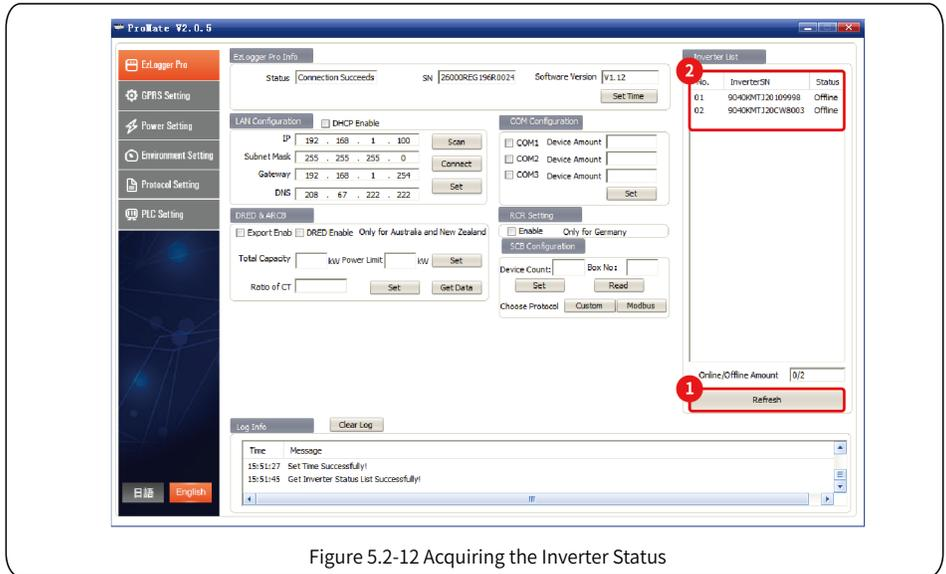 ProMate V2.0.5
EzLogger Pro
GPRS Setting
Power Setting
Environment Setting
Protocol Setting
PLC Setting
日語 English
EzLogger Pro Info
Status Connection Succeeds SN 26000REG196R0024 Software Version V1.12
Set Time
LAN Configuration DHCP Enable
IP 192 . 168 . 1 . 100 Scan
Subnet Mask 255 . 255 . 255 . 0 Connect
Gateway 192 . 168 . 1 . 254
DNS 208 . 67 . 222 . 222 Set
COM Configuration
COM1 Device Amount
COM2 Device Amount
COM3 Device Amount
Set
DRED & ARCB
Export Enab DRED Enable Only for Australia and New Zealand
Total Capacity kW Power Limit kW Set
Ratio of CT Set Get Data
RCR Setting
Enable Only for Germany
SCB Configuration
Device Count: Box No:
Set Read
Choose Protocol Custom Modbus
Inverter List
2
No. InverterSN Status
01 9040KMTJ20109998 Offline
02 9040KMTJ20CW8003 Offline
Online/Offline Amount 0/2
1
Refresh
Log Info Clear Log
Time Message
15:51:27 Set Time Successfully!
15:51:45 Get Inverter Status List Successfully!
Figure 5.2-12 Acquiring the Inverter Status